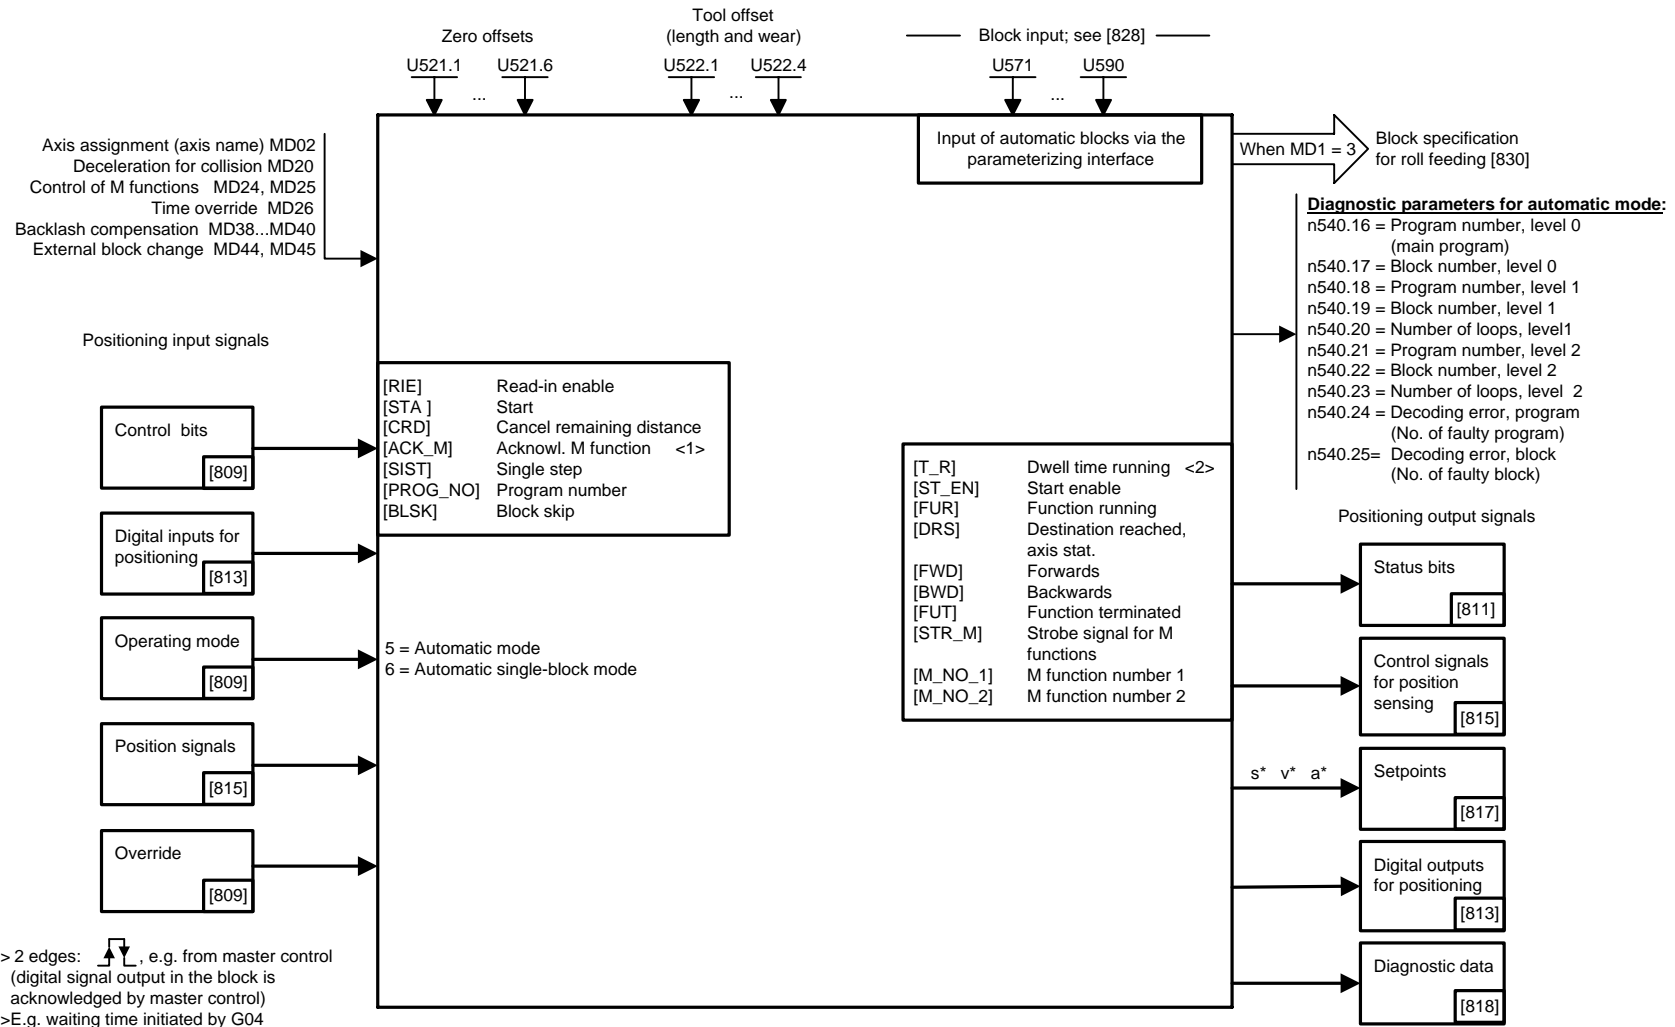 Zero offsets
Tool offset
(length and wear)
Block input; see [828]
U521.1
...
U521.6
U522.1
...
U522.4
U571
...
U590
Axis assignment (axis name) MD02
Deceleration for collision MD20
Control of M functions MD24, MD25
Time override MD26
Backlash compensation MD38...MD40
External block change MD44, MD45
Input of automatic blocks via the
parameterizing interface
When MD1 = 3
Block specification
for roll feeding [830]
Diagnostic parameters for automatic mode:
n540.16 = Program number, level 0
(main program)
n540.17 = Block number, level 0
n540.18 = Program number, level 1
n540.19 = Block number, level 1
n540.20 = Number of loops, level1
n540.21 = Program number, level 2
n540.22 = Block number, level 2
n540.23 = Number of loops, level 2
n540.24 = Decoding error, program
(No. of faulty program)
n540.25= Decoding error, block
(No. of faulty block)
Positioning input signals
Control bits
[809]
Digital inputs for
positioning
[813]
Operating mode
[809]
Position signals
[815]
Override
[809]
[RIE] Read-in enable
[STA ] Start
[CRD] Cancel remaining distance
[ACK_M] Acknowl. M function <1>
[SIST] Single step
[PROG_NO] Program number
[BLSK] Block skip
5 = Automatic mode
6 = Automatic single-block mode
[T_R] Dwell time running <2>
[ST_EN] Start enable
[FUR] Function running
[DRS] Destination reached,
axis stat.
[FWD] Forwards
[BWD] Backwards
[FUT] Function terminated
[STR_M] Strobe signal for M
functions
[M_NO_1] M function number 1
[M_NO_2] M function number 2
Positioning output signals
Status bits
[811]
Control signals
for position
sensing
[815]
s* v* a*
Setpoints
[817]
Digital outputs
for positioning
[813]
Diagnostic data
[818]
> 2 edges: , e.g. from master control
(digital signal output in the block is
acknowledged by master control)
>E.g. waiting time initiated by G04